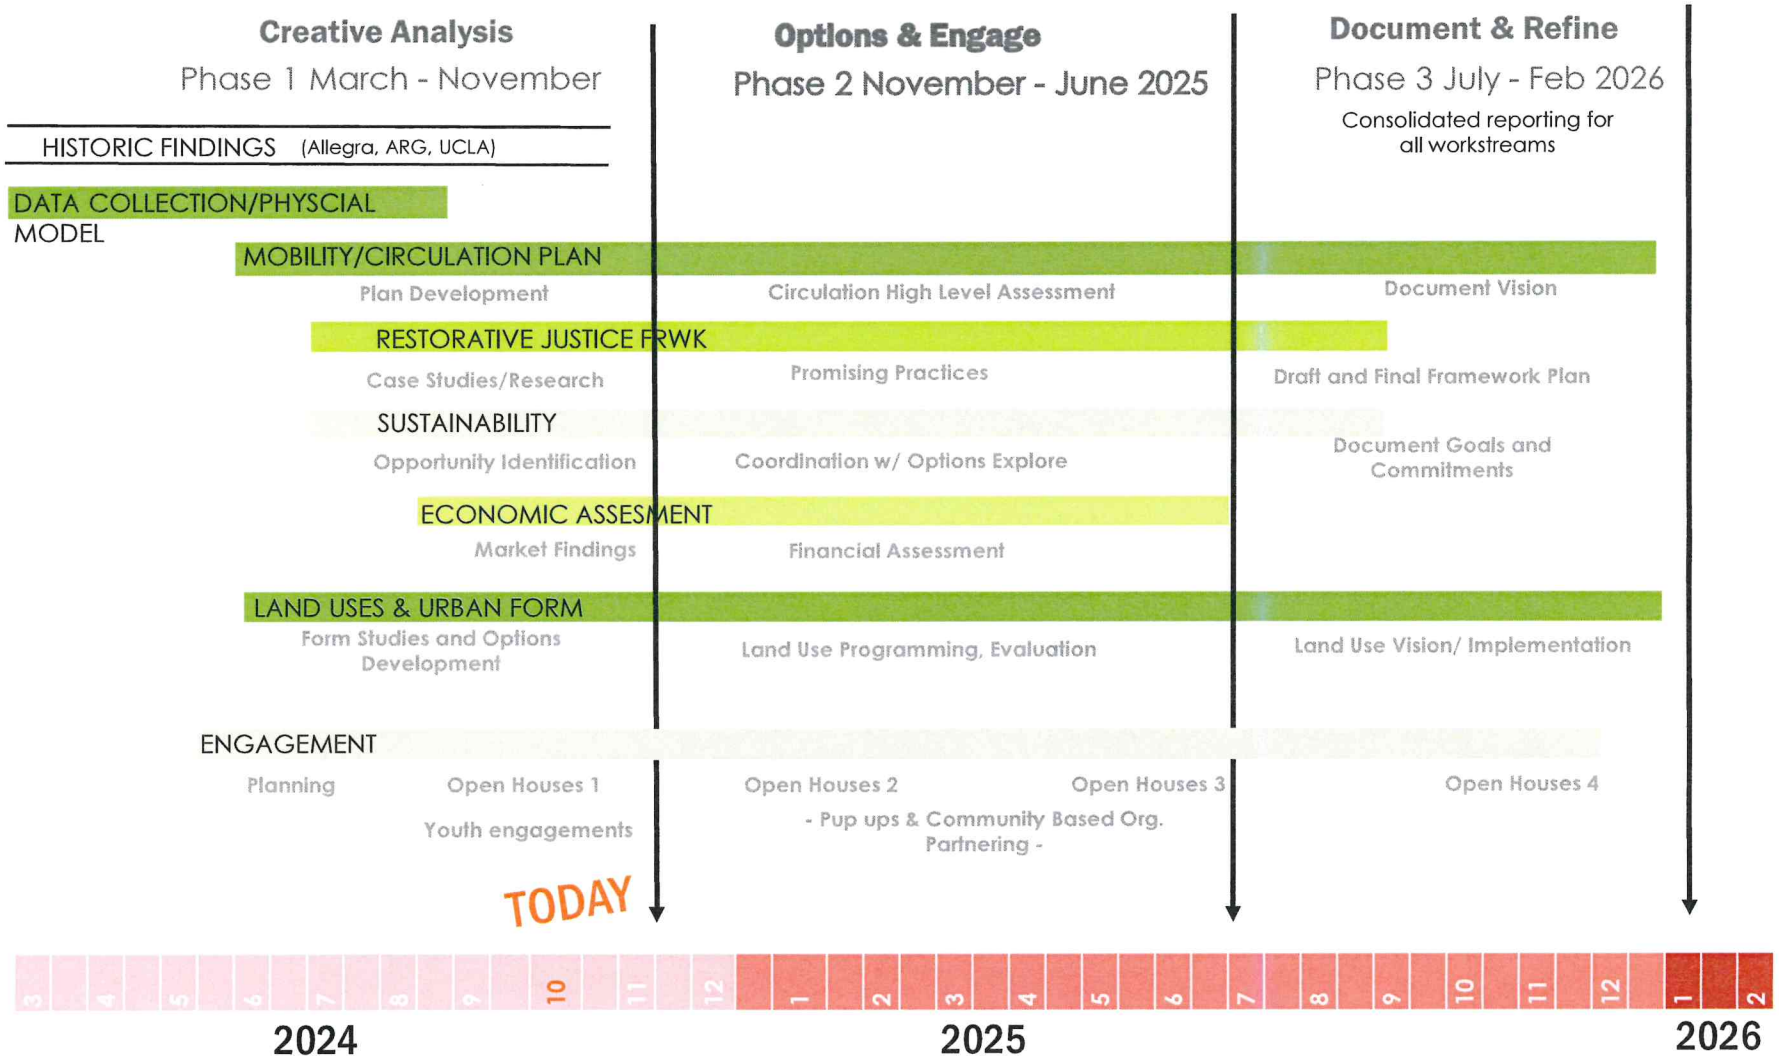 Creative Analysis
Phase 1 March - November
Options & Engage
Phase 2 November - June 2025
Document & Refine
Phase 3 July - Feb 2026
Consolidated reporting for
all workstreams
HISTORIC FINDINGS (Allegra, ARG, UCLA)
DATA COLLECTION/PHYSCIAL
MODEL
MOBILITY/CIRCULATION PLAN
Plan Development
Circulation High Level Assessment
Document Vision
RESTORATIVE JUSTICE FRWK
Case Studies/Research
Promising Practices
Draft and Final Framework Plan
SUSTAINABILITY
Opportunity Identification
Coordination w/ Options Explore
Document Goals and
Commitments
ECONOMIC ASSESMENT
Market Findings
Financial Assessment
LAND USES & URBAN FORM
Form Studies and Options
Development
Land Use Programming, Evaluation
Land Use Vision/ Implementation
ENGAGEMENT
Planning
Open Houses 1
Open Houses 2
Open Houses 3
Open Houses 4
Youth engagements
- Pup ups & Community Based Org.
Partnering -
TODAY
3 4 5 6 7 8 9 10 11 12 1 2 3 4 5 6 7 8 9 10 11 12 1 2
2024 2025 2026